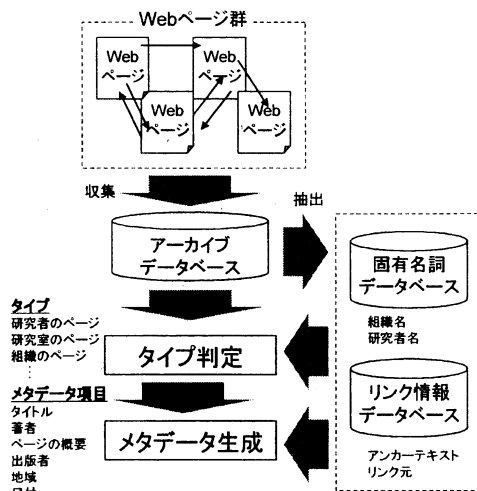 Webページ群
Web
ページ
Web
ページ
Web
ページ
Web
ページ
収集
抽出
アーカイブ
データベース
固有名詞
データベース
組織名
研究者名
タイプ
研究者のページ
研究室のページ
組織のページ
:
タイプ判定
リンク情報
データベース
アンカーテキスト
リンク元
メタデータ項目
タイトル
著者
ページの概要
出版者
地域
メタデータ生成